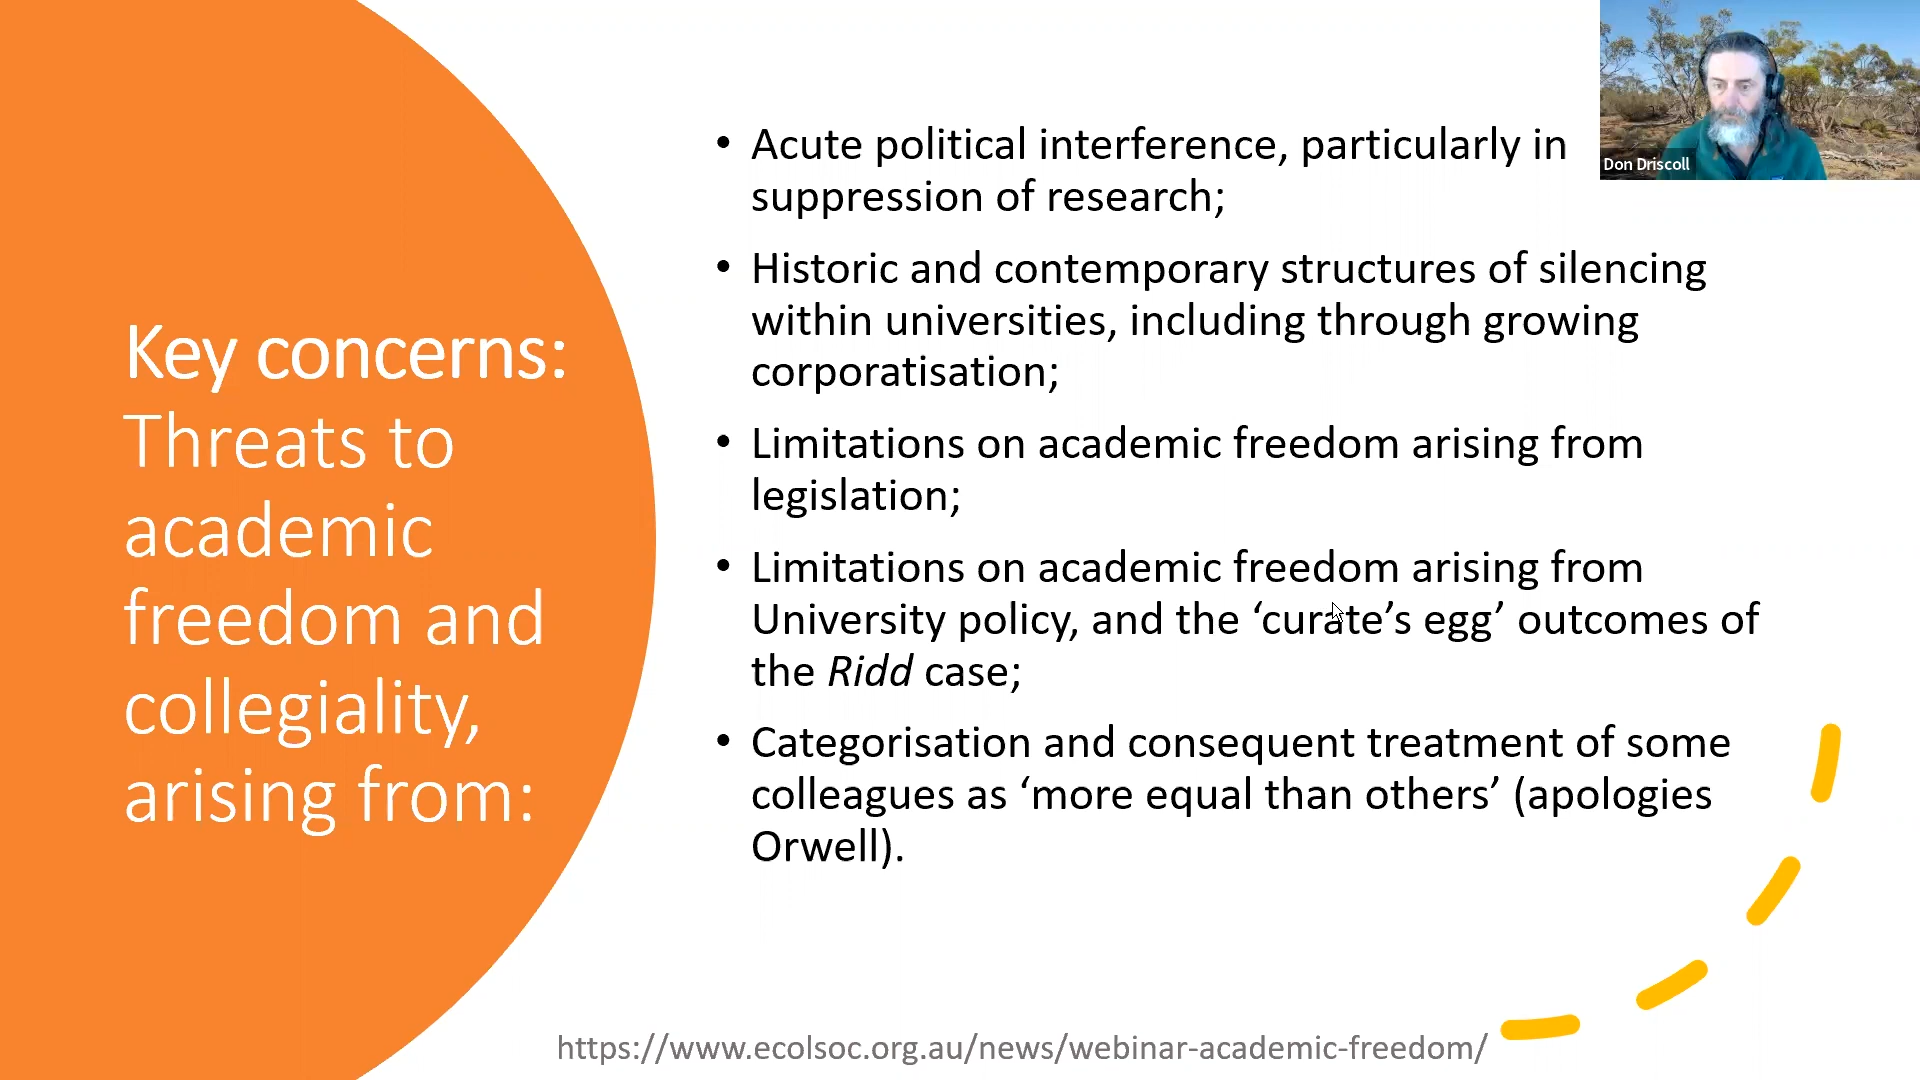 Key concerns:
Threats to
academic
freedom and
collegiality,
arising from:
• Acute political interference, particularly in
suppression of research;
• Historic and contemporary structures of silencing
within universities, including through growing
corporatisation;
• Limitations on academic freedom arising from
legislation;
• Limitations on academic freedom arising from
University policy, and the ‘curate’s egg’ outcomes of
the Ridd case;
• Categorisation and consequent treatment of some
colleagues as ‘more equal than others’ (apologies
Orwell).
https://www.ecolsoc.org.au/news/webinar-academic-freedom/
Don Driscoll